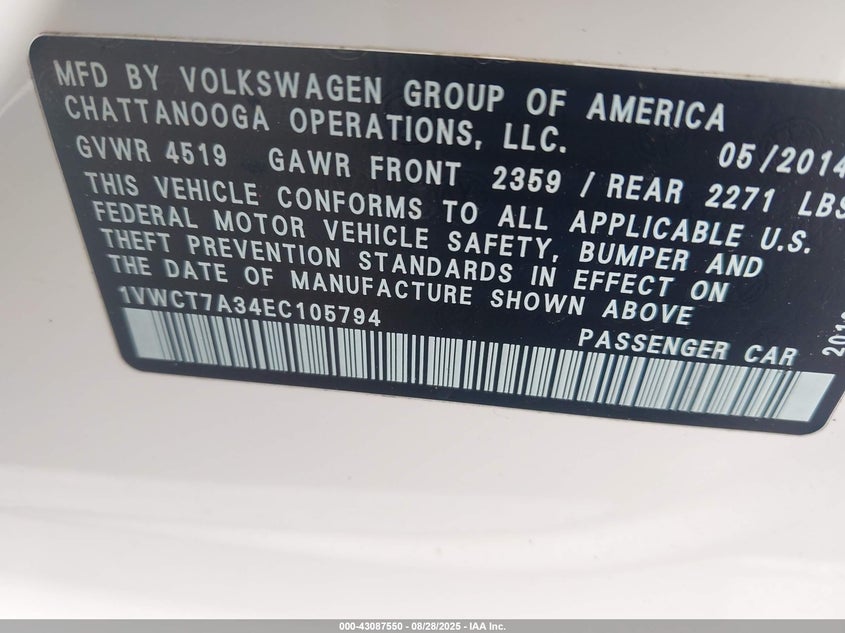 MFD BY VOLKSWAGEN GROUP OF AMERICA
CHATTANOOGA OPERATIONS, LLC.
05/2014
GVWR 4519 GAWR FRONT 2359 / REAR 2271 LBS
THIS VEHICLE CONFORMS TO ALL APPLICABLE U.S.
FEDERAL MOTOR VEHICLE SAFETY, BUMPER AND
THEFT PREVENTION STANDARDS IN EFFECT ON
THE DATE OF MANUFACTURE SHOWN ABOVE
1VWCT7A34EC105794
PASSENGER CAR
000-43087550 - 08/28/2025 - IAA Inc.